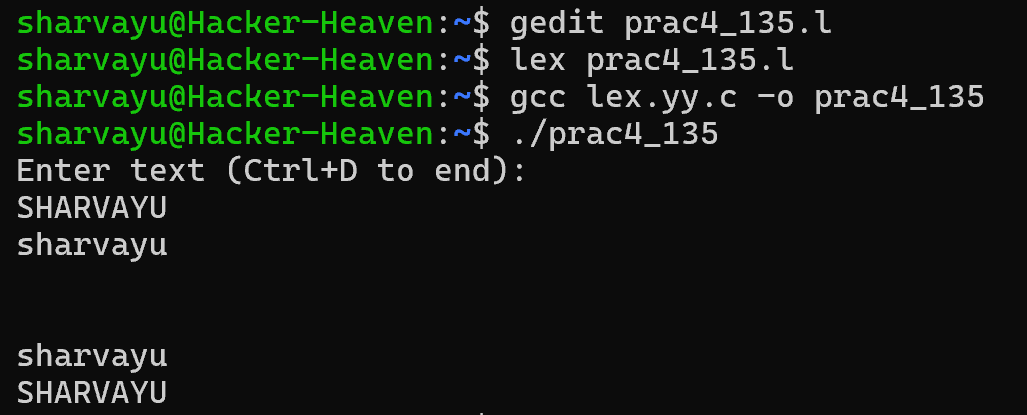 sharvayu@Hacker-Heaven:~$ gedit prac4_135.l
sharvayu@Hacker-Heaven:~$ lex prac4_135.l
sharvayu@Hacker-Heaven:~$ gcc lex.yy.c -o prac4_135
sharvayu@Hacker-Heaven:~$ ./prac4_135
Enter text (Ctrl+D to end):
SHARVAYU
sharvayu
sharvayu
SHARVAYU